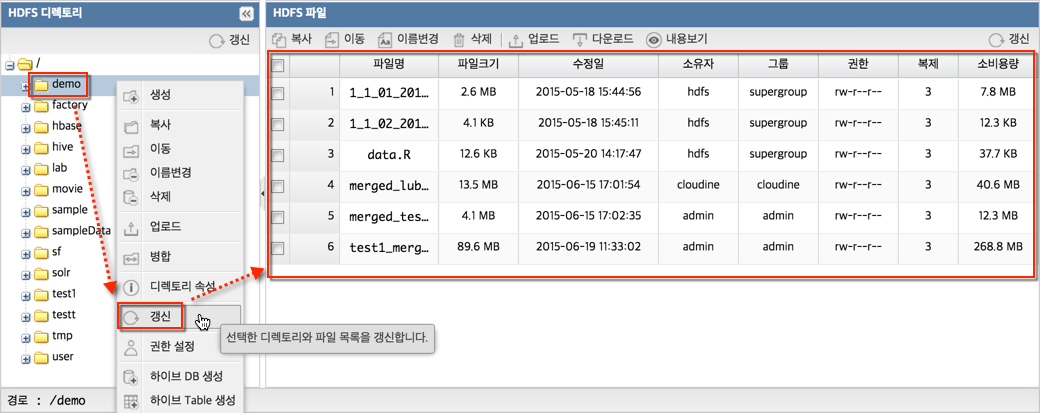 HDFS 디렉토리
갱신
/
demo
factory
hbase
hive
lab
movie
sample
sampleData
sf
solr
test1
testt
tmp
user
생성
복사
이동
이름변경
삭제
업로드
병합
디렉토리 속성
갱신
권한 설정
하이브 DB 생성
하이브 Table 생성
선택한 디렉토리와 파일 목록을 갱신합니다.
경로 : /demo
HDFS 파일
복사 이동 이름변경 삭제 업로드 다운로드 내용보기 갱신
파일명 파일크기 수정일 소유자 그룹 권한 복제 소비용량
1 1_1_01_201... 2.6 MB 2015-05-18 15:44:56 hdfs supergroup rw-r--r-- 3 7.8 MB
2 1_1_02_201... 4.1 KB 2015-05-18 15:45:11 hdfs supergroup rw-r--r-- 3 12.3 KB
3 data.R 12.6 KB 2015-05-20 14:17:47 hdfs supergroup rw-r--r-- 3 37.7 KB
4 merged_lub... 13.5 MB 2015-06-15 17:01:54 cloudine cloudine rw-r--r-- 3 40.6 MB
5 merged_tes... 4.1 MB 2015-06-15 17:02:35 admin admin rw-r--r-- 3 12.3 MB
6 test1_merg... 89.6 MB 2015-06-19 11:33:02 admin admin rw-r--r-- 3 268.8 MB